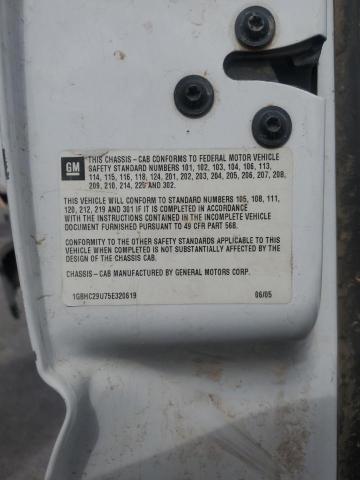 GM
THIS CHASSIS - CAB CONFORMS TO FEDERAL MOTOR VEHICLE
SAFETY STANDARD NUMBERS 101, 102, 103, 104, 106, 113,
114, 115, 116, 118, 124, 201, 202, 203, 204, 205, 206, 207, 208,
209, 210, 214, 225 AND 302.
THIS VEHICLE WILL CONFORM TO STANDARD NUMBERS 105, 108, 111,
120, 212, 219 AND 301 IF IT IS COMPLETED IN ACCORDANCE
WITH THE INSTRUCTIONS CONTAINED IN THE INCOMPLETE VEHICLE
DOCUMENT FURNISHED PURSUANT TO 49 CFR PART 568.
CONFORMITY TO THE OTHER SAFETY STANDARDS APPLICABLE TO THIS
VEHICLE WHEN COMPLETED IS NOT SUBSTANTIALLY AFFECTED BY THE
DESIGN OF THE CHASSIS CAB.
CHASSIS - CAB MANUFACTURED BY GENERAL MOTORS CORP.
1GBHC29U75E320619 06/05